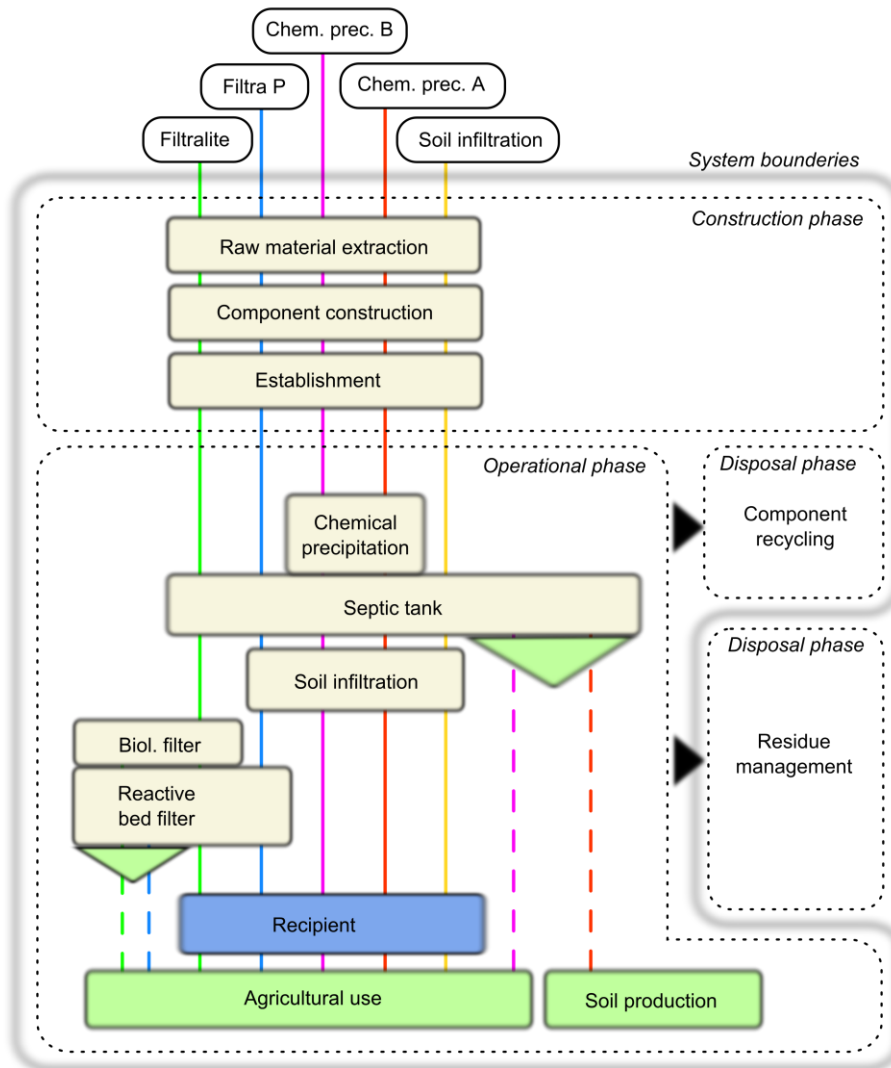 Chem. prec. B
Filtra P
Chem. prec. A
Filtralite
Soil infiltration
System bounderies
Construction phase
Raw material extraction
Component construction
Establishment
Operational phase
Disposal phase
Component
recycling
Chemical
precipitation
Septic tank
Soil infiltration
Disposal phase
Residue
management
Biol. filter
Reactive
bed filter
Recipient
Agricultural use
Soil production